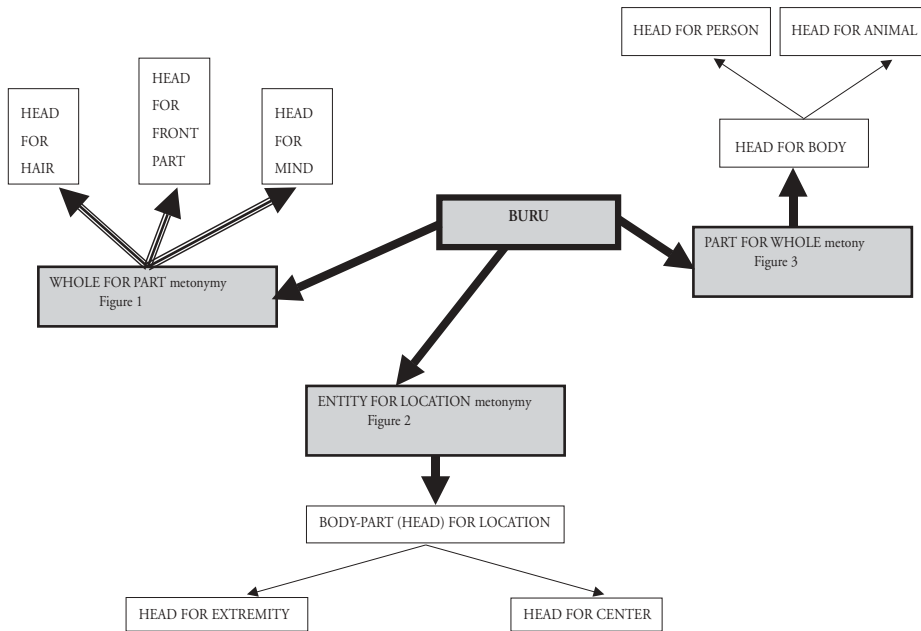 HEAD FOR PERSON
HEAD FOR ANIMAL
HEAD
FOR
HAIR
HEAD
FOR
FRONT
PART
HEAD
FOR
MIND
HEAD FOR BODY
BURU
WHOLE FOR PART metonymy
Figure 1
PART FOR WHOLE metony
Figure 3
ENTITY FOR LOCATION metonymy
Figure 2
BODY-PART (HEAD) FOR LOCATION
HEAD FOR EXTREMITY
HEAD FOR CENTER